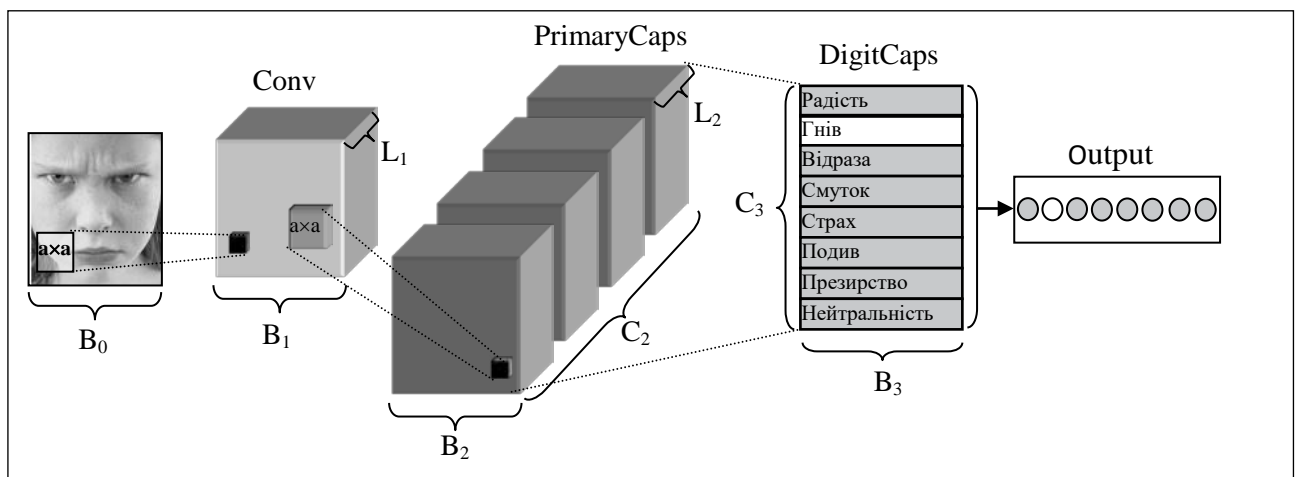 PrimaryCaps
DigitCaps
Conv
L₁
L₂
a×a
a×a
B₀
B₁
B₂
C₂
C₃
Радість
Гнів
Відраза
Смуток
Страх
Подив
Презирство
Нейтральність
B₃
Output